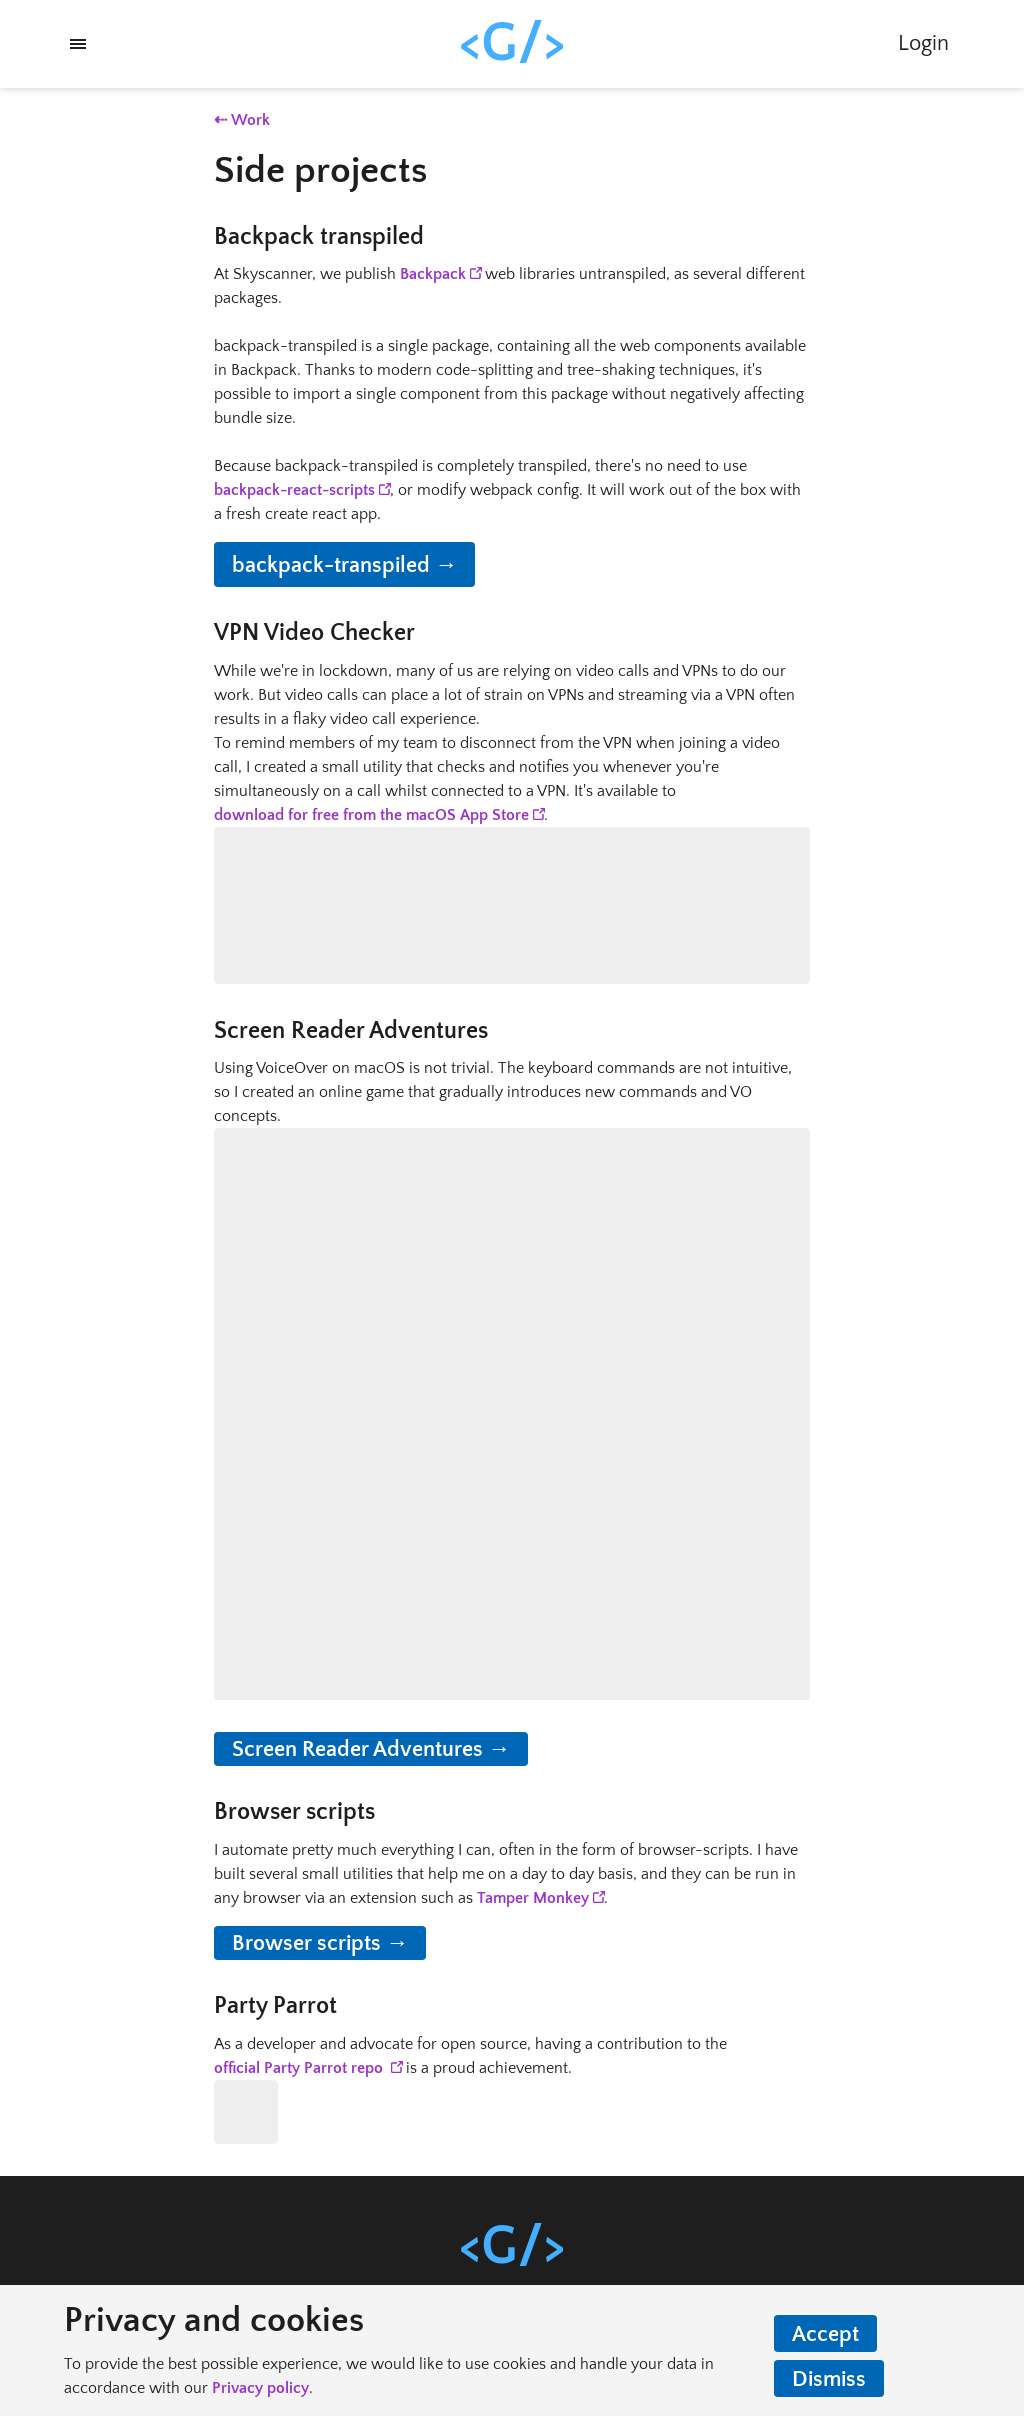 <G/>
Login
⇠ Work
Side projects
Backpack transpiled
At Skyscanner, we publish Backpack web libraries untranspiled, as several different
packages.
backpack-transpiled is a single package, containing all the web components available
in Backpack. Thanks to modern code-splitting and tree-shaking techniques, it's
possible to import a single component from this package without negatively affecting
bundle size.
Because backpack-transpiled is completely transpiled, there's no need to use
backpack-react-scripts, or modify webpack config. It will work out of the box with
a fresh create react app.
backpack-transpiled →
VPN Video Checker
While we're in lockdown, many of us are relying on video calls and VPNs to do our
work. But video calls can place a lot of strain on VPNs and streaming via a VPN often
results in a flaky video call experience.
To remind members of my team to disconnect from the VPN when joining a video
call, I created a small utility that checks and notifies you whenever you're
simultaneously on a call whilst connected to a VPN. It's available to
download for free from the macOS App Store.
Screen Reader Adventures
Using VoiceOver on macOS is not trivial. The keyboard commands are not intuitive,
so I created an online game that gradually introduces new commands and VO
concepts.
Screen Reader Adventures →
Browser scripts
I automate pretty much everything I can, often in the form of browser-scripts. I have
built several small utilities that help me on a day to day basis, and they can be run in
any browser via an extension such as Tamper Monkey.
Browser scripts →
Party Parrot
As a developer and advocate for open source, having a contribution to the
official Party Parrot repo is a proud achievement.
<G/>
Privacy and cookies
To provide the best possible experience, we would like to use cookies and handle your data in
accordance with our Privacy policy.
Accept
Dismiss